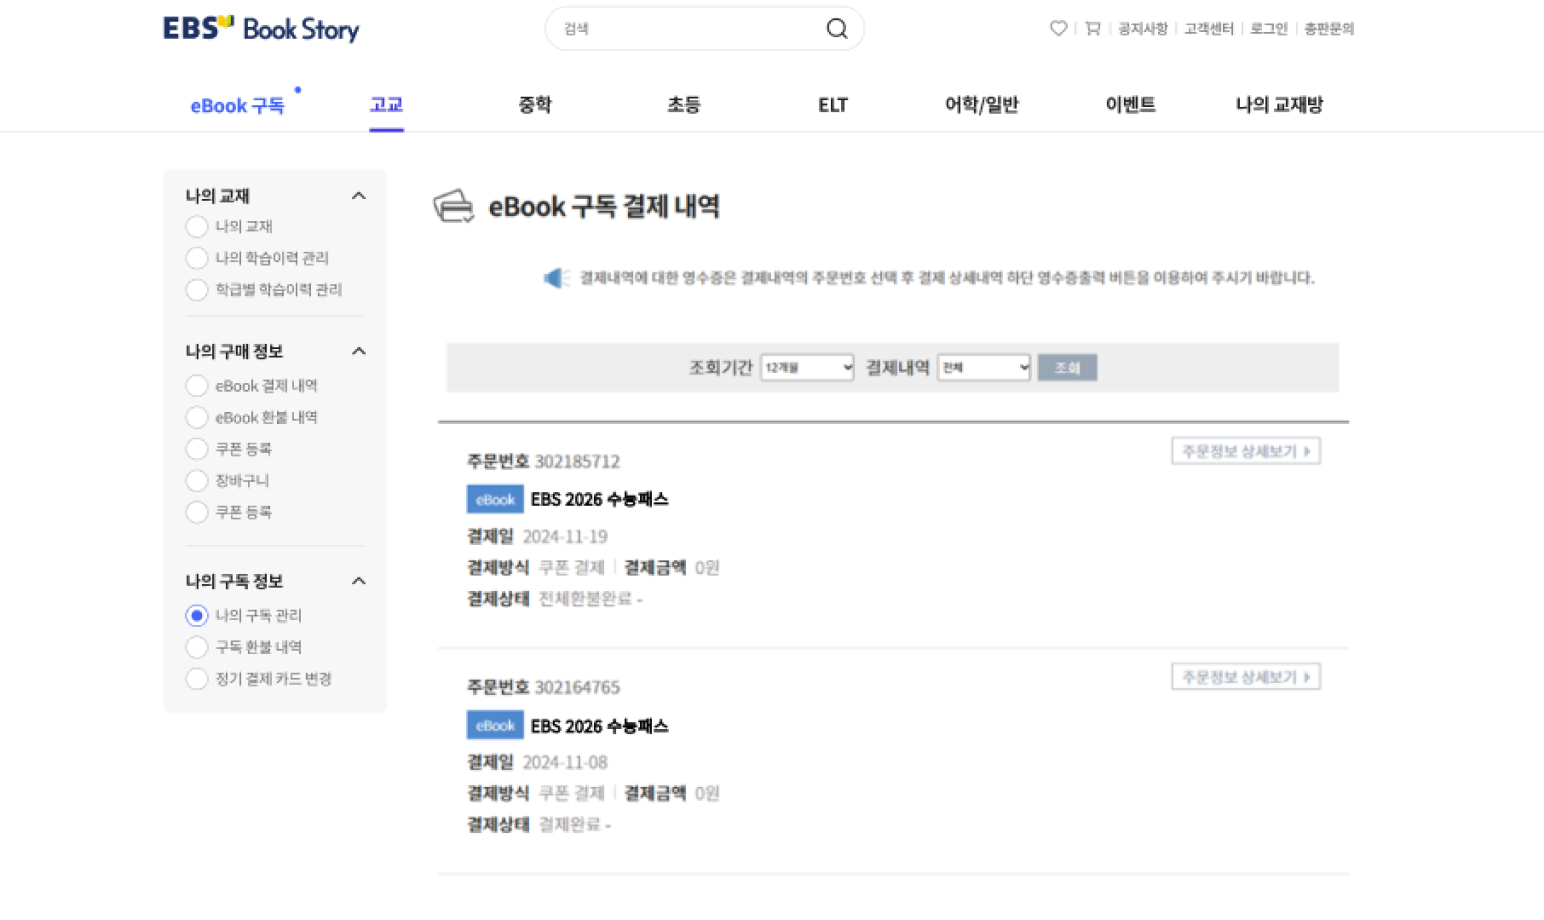 EBS Book Story
검색
공지사항 고객센터 로그인 총판문의
eBook 구독 고교 중학 초등 ELT 어학/일반 이벤트 나의 교재방
나의 교재
나의 교재
나의 학습이력 관리
학급별 학습이력 관리
나의 구매 정보
eBook 결제 내역
eBook 환불 내역
쿠폰 등록
장바구니
쿠폰 등록
나의 구독 정보
나의 구독 관리
구독 환불 내역
정기 결제 카드 변경
eBook 구독 결제 내역
결제내역에 대한 영수증은 결제내역의 주문번호 선택 후 결제 상세내역 하단 영수증출력 버튼을 이용하여 주시기 바랍니다.
조회기간 12개월 결제내역 전체 조회
주문번호 302185712 주문정보 상세보기
eBook EBS 2026 수능패스
결제일 2024-11-19
결제방식 쿠폰 결제 | 결제금액 0원
결제상태 전체환불완료 -
주문번호 302164765 주문정보 상세보기
eBook EBS 2026 수능패스
결제일 2024-11-08
결제방식 쿠폰 결제 | 결제금액 0원
결제상태 결제완료 -